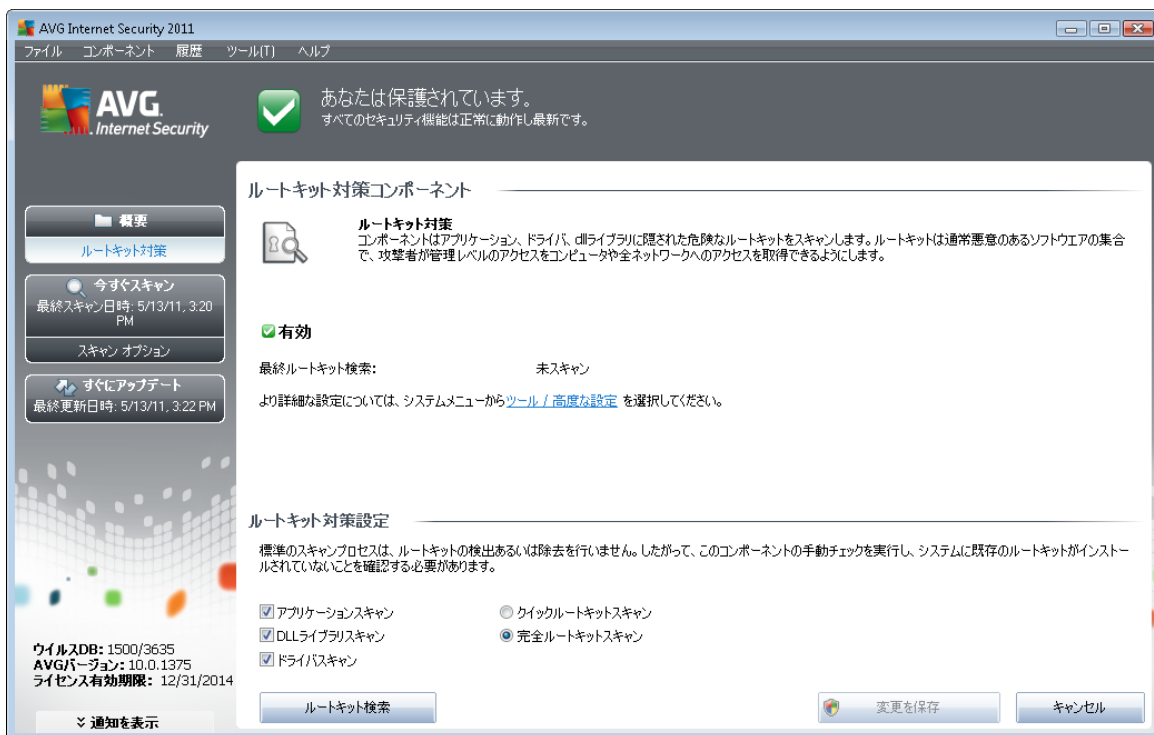 AVG Internet Security 2011
ファイル コンポーネント 履歴 ツール(T) ヘルプ
AVG.
Internet Security
あなたは保護されています。
すべてのセキュリティ機能は正常に動作し最新です。
概要
ルートキット対策
今すぐスキャン
最終スキャン日時: 5/13/11, 3:20
PM
スキャン オプション
すぐにアップデート
最終更新日時: 5/13/11, 3:22 PM
ウイルスDB: 1500/3635
AVGバージョン: 10.0.1375
ライセンス有効期限: 12/31/2014
通知を表示
ルートキット対策コンポーネント
ルートキット対策
コンポーネントはアプリケーション、ドライバ、dllライブラリに隠された危険なルートキットをスキャンします。ルートキットは通常悪意のあるソフトウエアの集合
で、攻撃者が管理レベルのアクセスをコンピュータや全ネットワークへのアクセスを取得できるようにします。
有効
最終ルートキット検索: 未スキャン
より詳細な設定については、システムメニューからツール / 高度な設定 を選択してください。
ルートキット対策設定
標準のスキャンプロセスは、ルートキットの検出あるいは除去を行いません。したがって、このコンポーネントの手動チェックを実行し、システムに既存のルートキットがインストー
ルされていないことを確認する必要があります。
アプリケーションスキャン クイックルートキットスキャン
DLLライブラリスキャン 完全ルートキットスキャン
ドライバスキャン
ルートキット検索 変更を保存 キャンセル